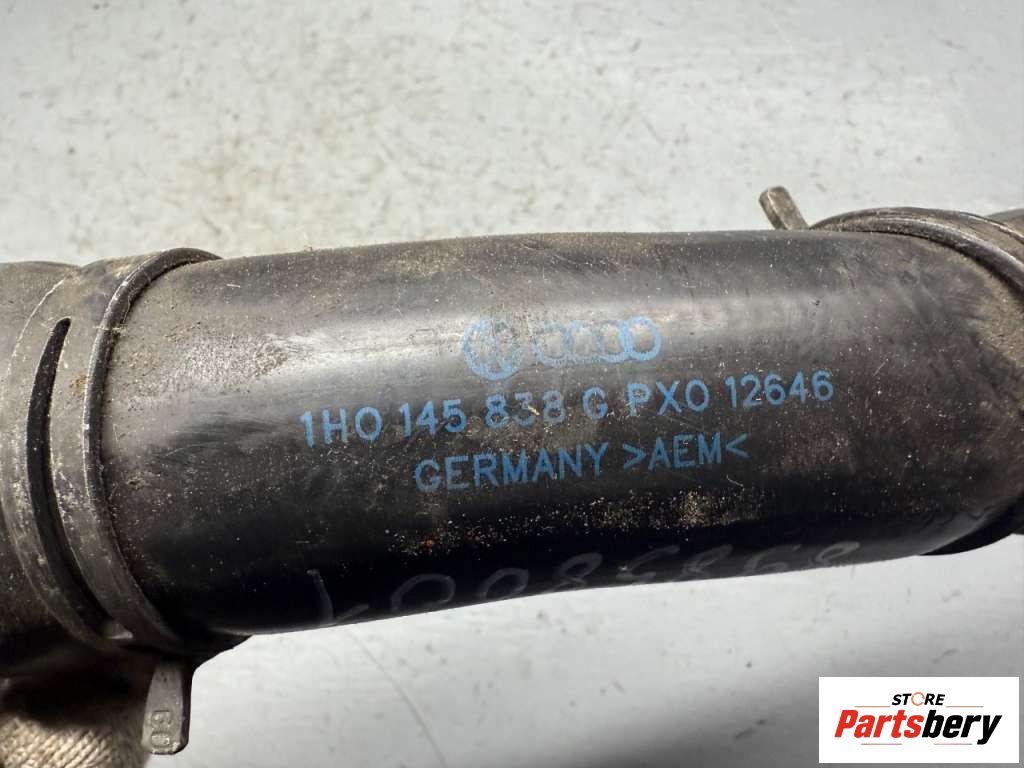 1H0 145 838 G PX0 12646
GERMANY >AEM<
STORE
Partsbery